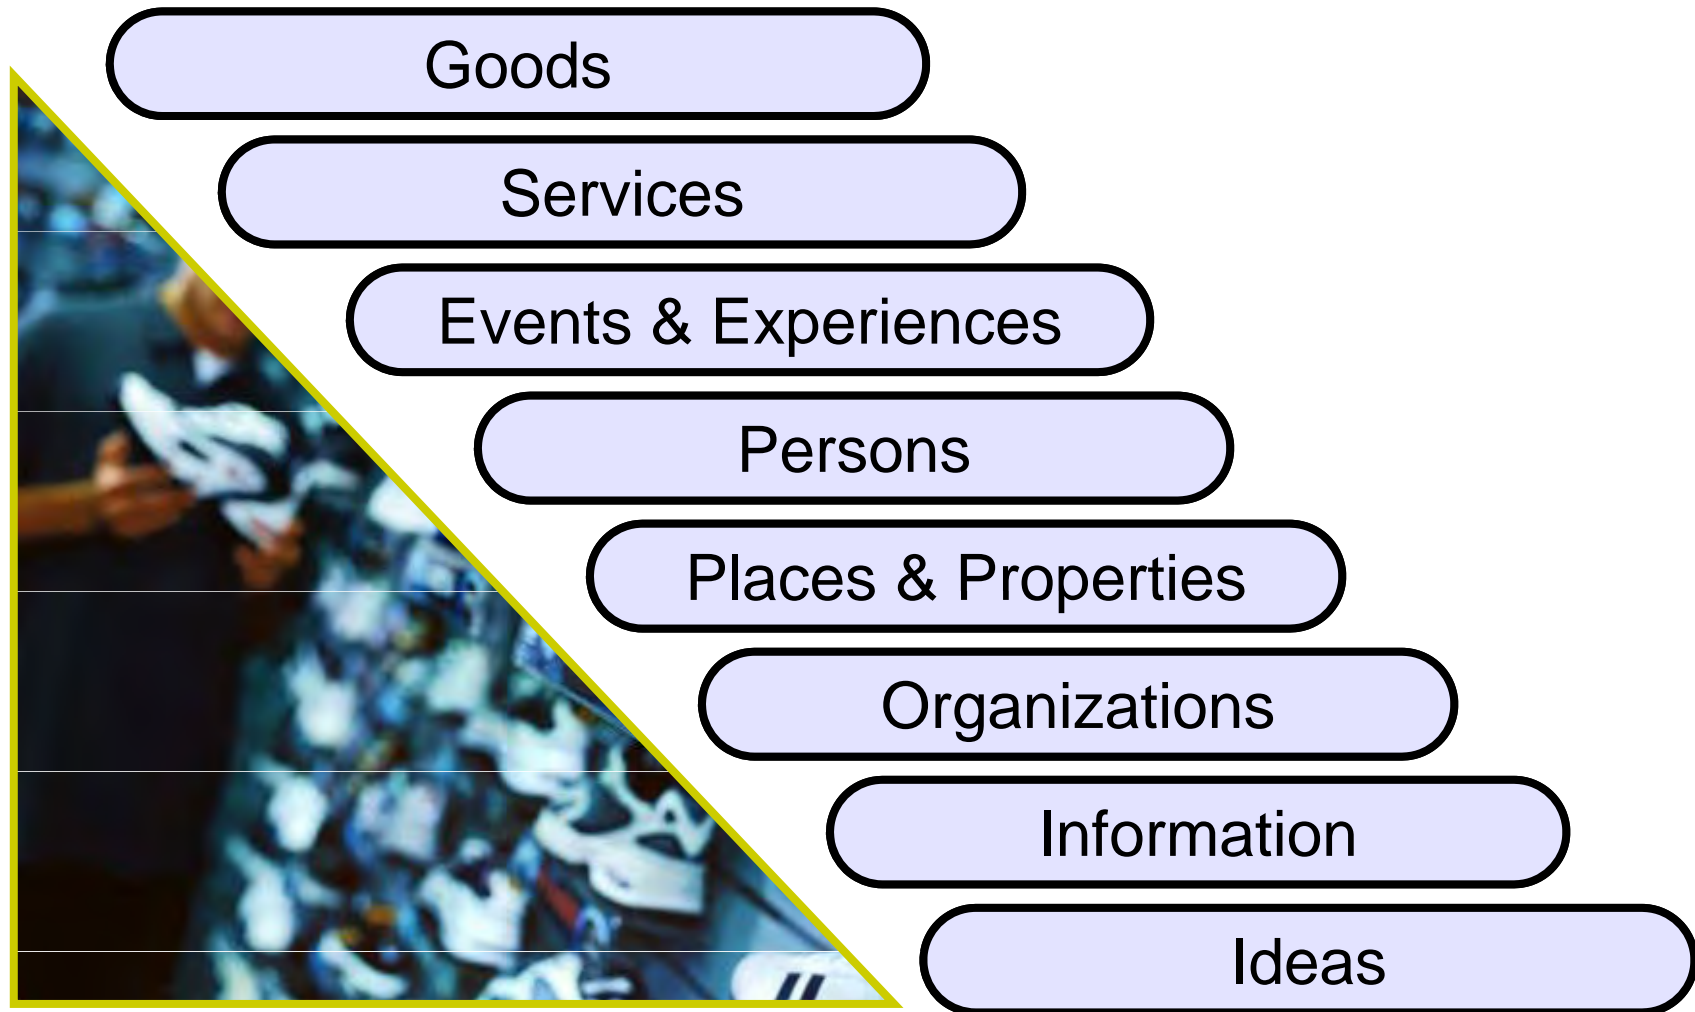 Goods
Services
Events & Experiences
Persons
Places & Properties
Organizations
Information
Ideas